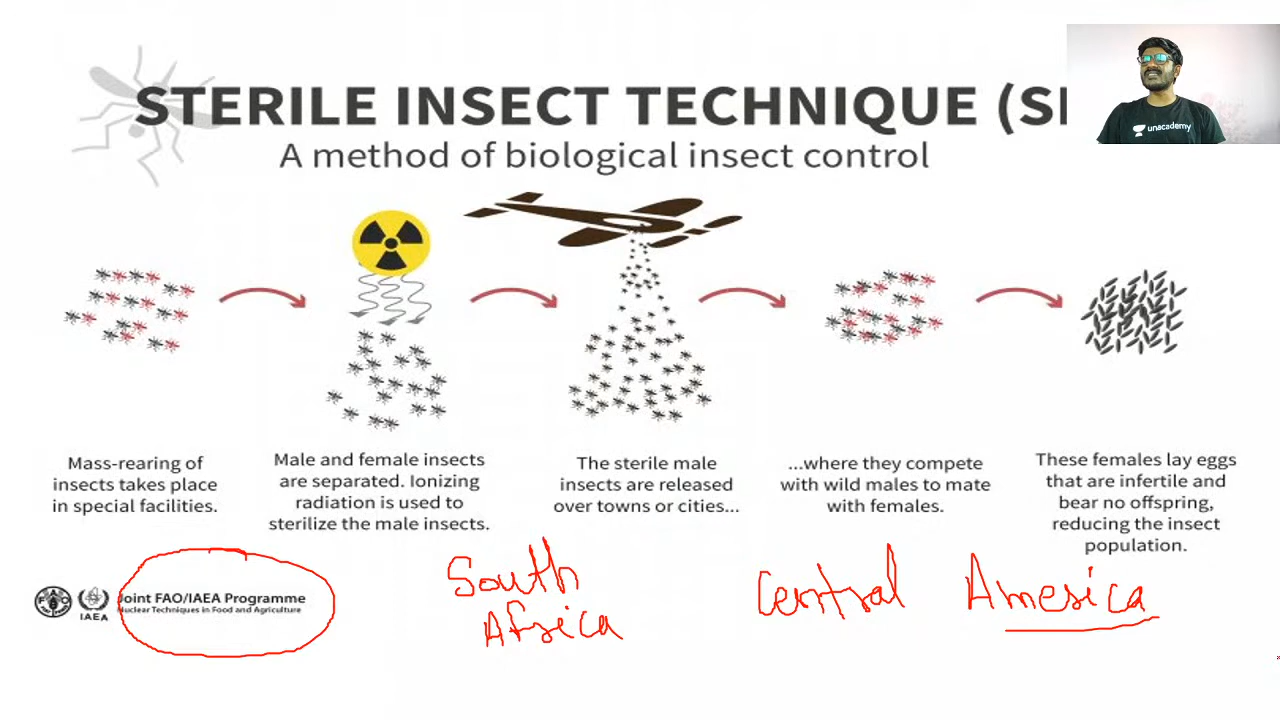 STERILE INSECT TECHNIQUE (SI
unacademy
A method of biological insect control
Mass-rearing of
insects takes place
in special facilities.
Male and female insects
are separated. Ionizing
radiation is used to
sterilize the male insects.
The sterile male
insects are released
over towns or cities...
...where they compete
with wild males to mate
with females.
These females lay eggs
that are infertile and
bear no offspring,
reducing the insect
population.
IAEA
Joint FAO/IAEA Programme
Nuclear Techniques in Food and Agriculture
South
Africa
Central America